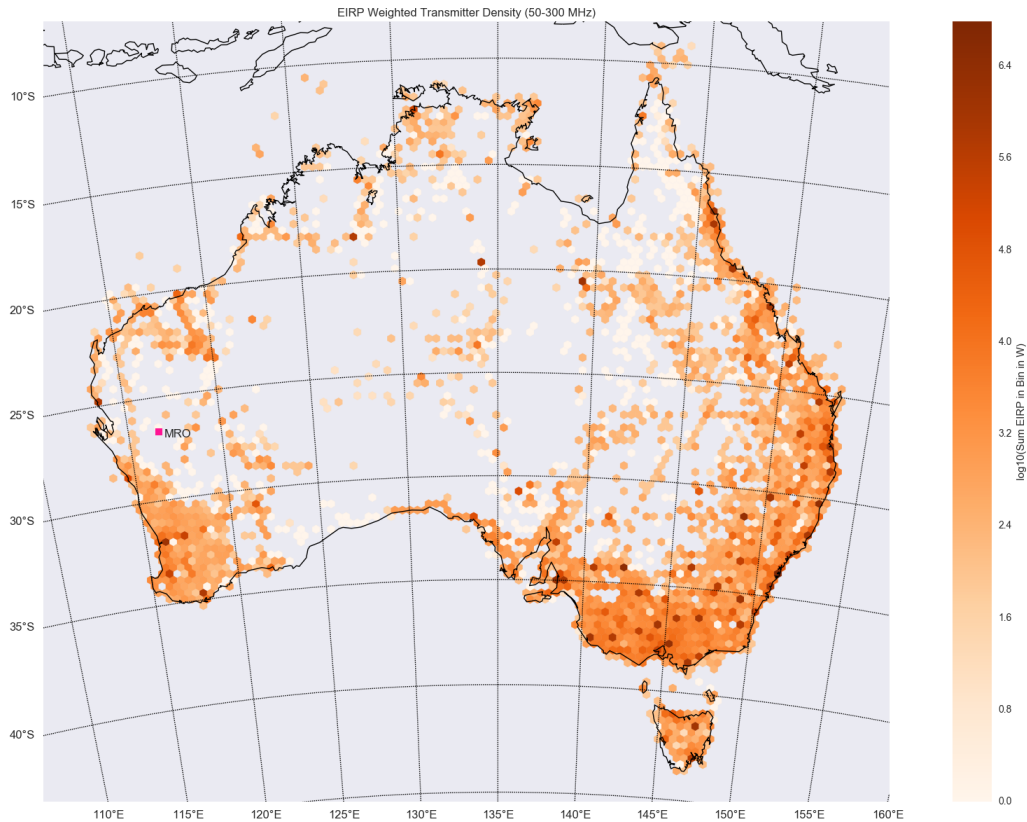 EIRP Weighted Transmitter Density (50-300 MHz)
10°S
15°S
20°S
25°S
30°S
35°S
40°S
MRO
110°E
115°E
120°E
125°E
130°E
135°E
140°E
145°E
150°E
155°E
160°E
6.4
5.6
4.8
4.0
3.2
2.4
1.6
0.8
0.0
log10(Sum EIRP in Bin in W)